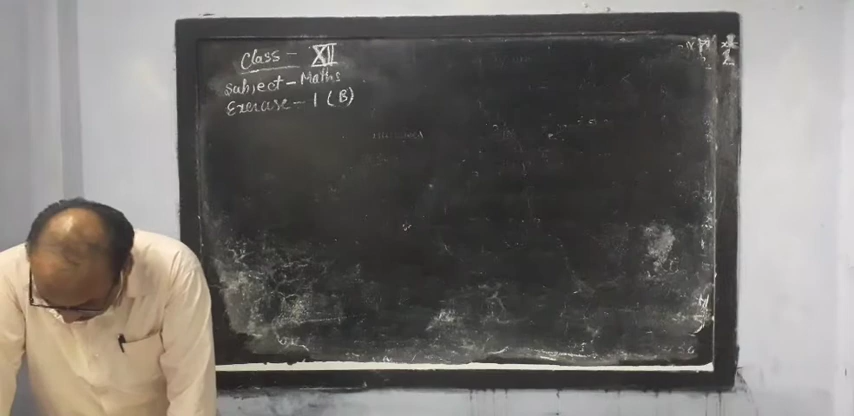 Class - XII
Subject - Maths
Exercise - 1 (B)